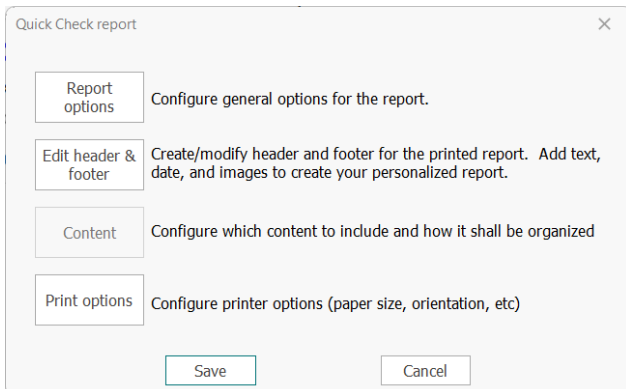 Quick Check report
Report
options
Configure general options for the report.
Edit header &
footer
Create/modify header and footer for the printed report.  Add text,
date, and images to create your personalized report.
Content
Configure which content to include and how it shall be organized
Print options
Configure printer options (paper size, orientation, etc)
Save
Cancel